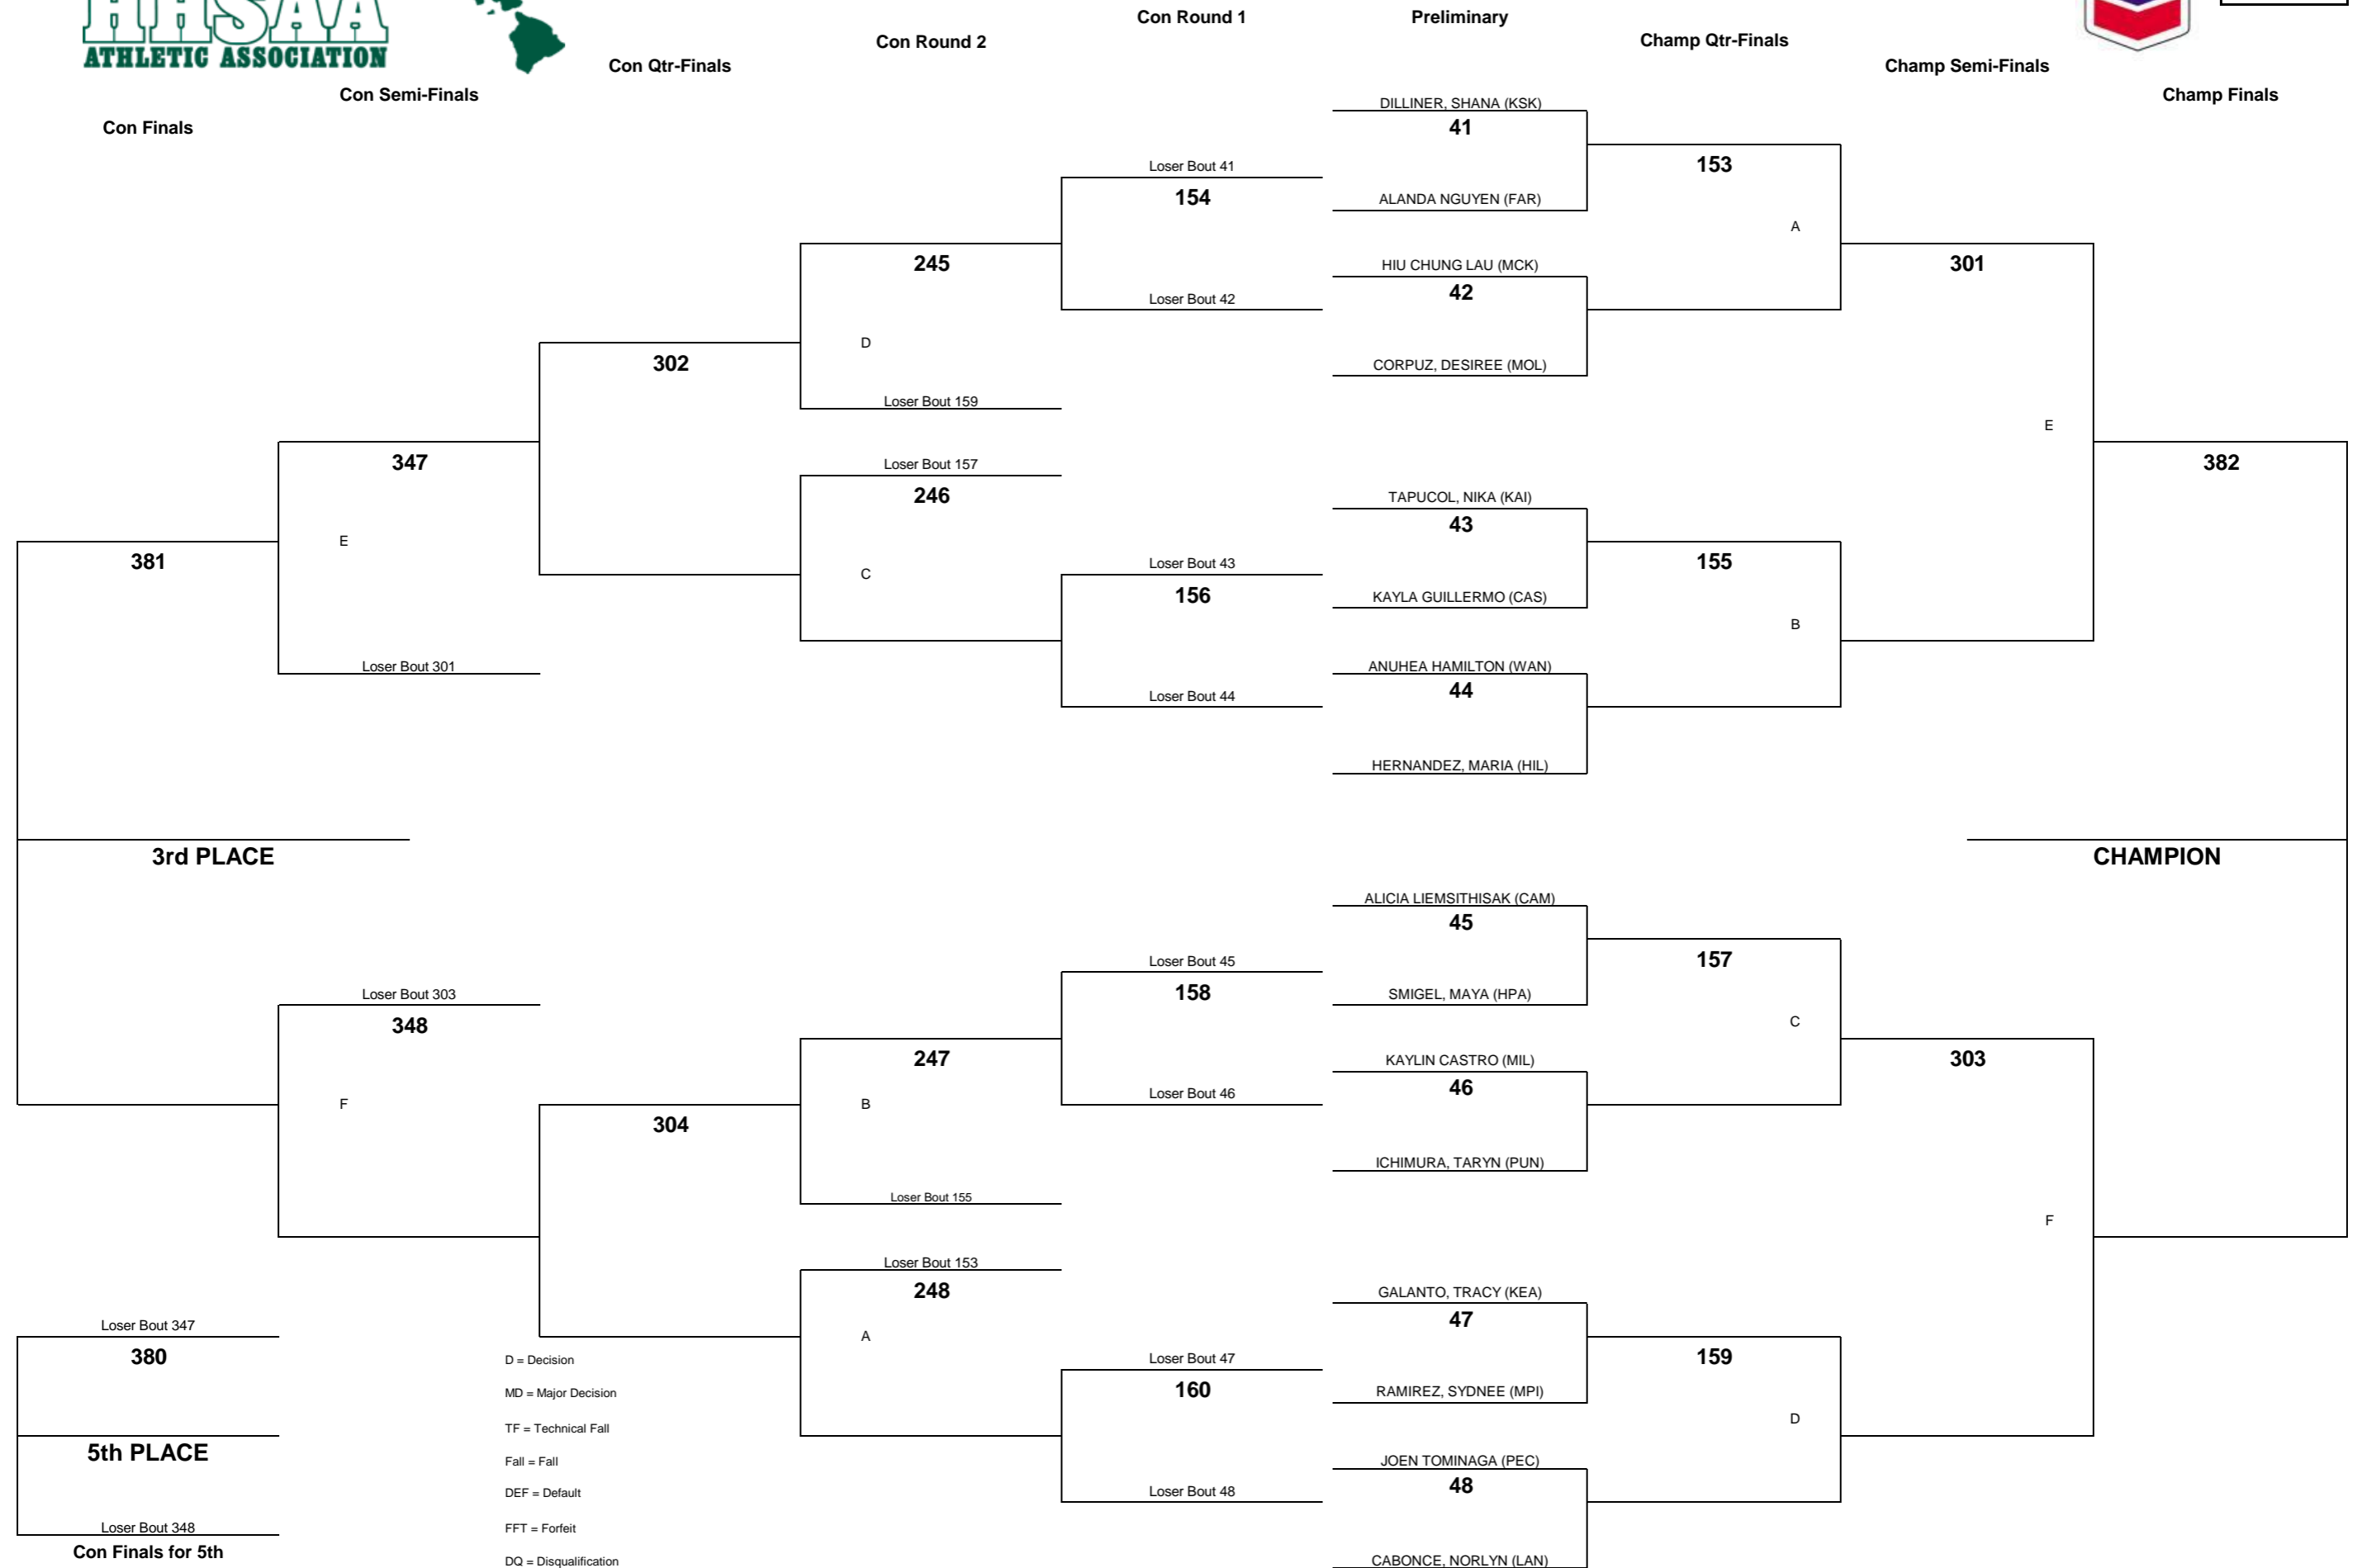 HHSAA
ATHLETIC ASSOCIATION
Con Finals
Con Semi-Finals
Con Qtr-Finals
Con Round 2
Con Round 1
Preliminary
Champ Qtr-Finals
Champ Semi-Finals
Champ Finals
DILLINER, SHANA (KSK)
41
ALANDA NGUYEN (FAR)
HIU CHUNG LAU (MCK)
42
CORPUZ, DESIREE (MOL)
TAPUCOL, NIKA (KAI)
43
KAYLA GUILLERMO (CAS)
ANUHEA HAMILTON (WAN)
44
HERNANDEZ, MARIA (HIL)
ALICIA LIEMSITHISAK (CAM)
45
SMIGEL, MAYA (HPA)
KAYLIN CASTRO (MIL)
46
ICHIMURA, TARYN (PUN)
GALANTO, TRACY (KEA)
47
RAMIREZ, SYDNEE (MPI)
JOEN TOMINAGA (PEC)
48
CABONCE, NORLYN (LAN)
153
A
155
B
157
C
159
D
301
E
303
F
382
CHAMPION
Loser Bout 41
154
Loser Bout 42
Loser Bout 43
156
Loser Bout 44
Loser Bout 45
158
Loser Bout 46
Loser Bout 47
160
Loser Bout 48
245
D
Loser Bout 159
Loser Bout 157
246
C
247
B
Loser Bout 155
Loser Bout 153
248
A
302
304
347
E
Loser Bout 301
Loser Bout 303
348
F
381
3rd PLACE
Loser Bout 347
380
5th PLACE
Loser Bout 348
Con Finals for 5th
D = Decision
MD = Major Decision
TF = Technical Fall
Fall = Fall
DEF = Default
FFT = Forfeit
DQ = Disqualification